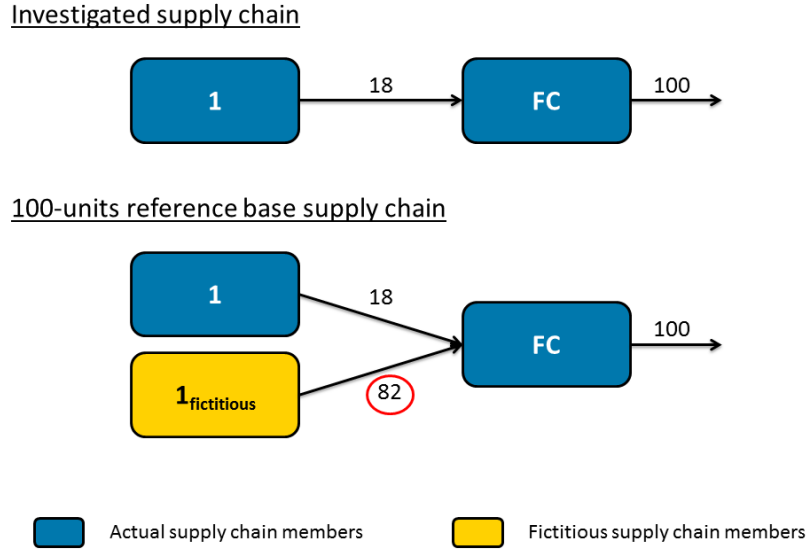 Investigated supply chain
1
18
FC
100
100-units reference base supply chain
1
18
FC
100
1fictitious
82
Actual supply chain members
Fictitious supply chain members